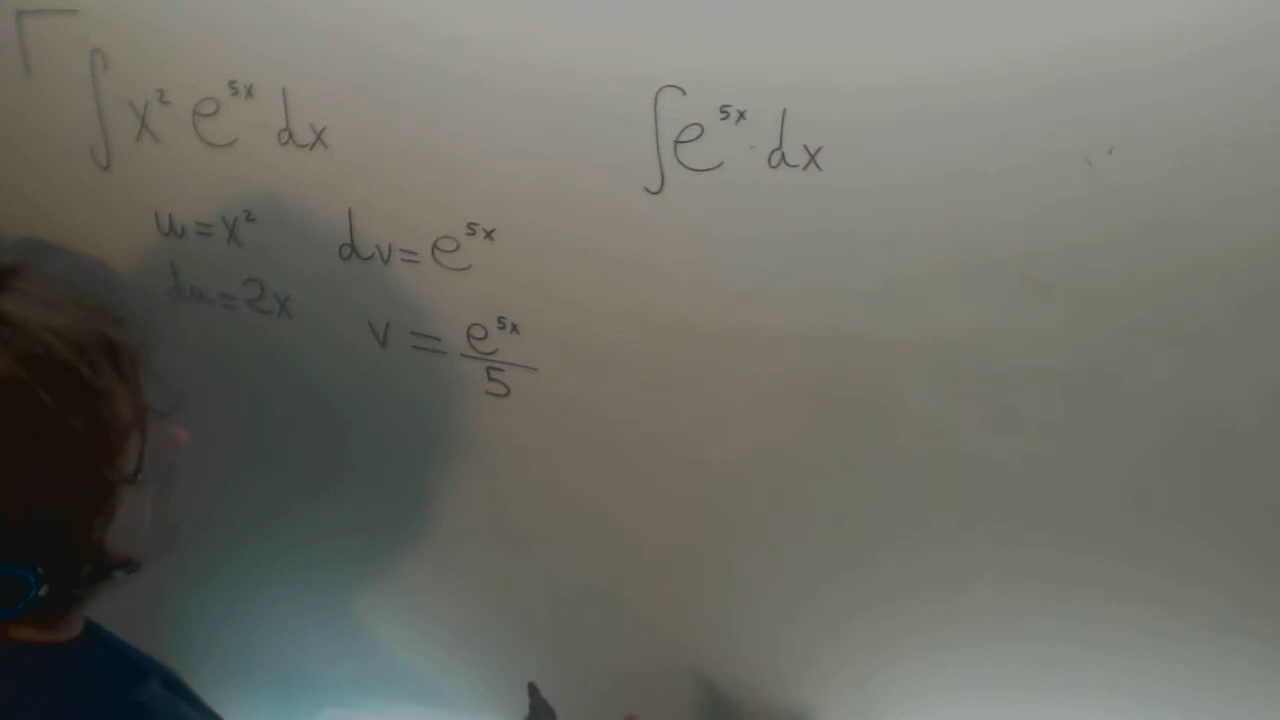 ∫ x² e^{5x} dx
u = x² dv = e^{5x}
du = 2x
v = e^{5x}/5
∫ e^{5x} · dx